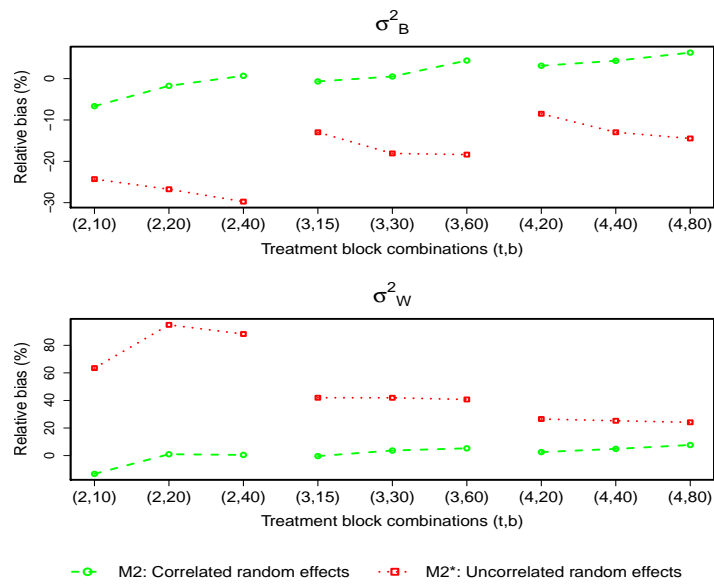 σ²B
Relative bias (%)
0
−10
−20
−30
(2,10) (2,20) (2,40) (3,15) (3,30) (3,60) (4,20) (4,40) (4,80)
Treatment block combinations (t,b)
σ²W
Relative bias (%)
80
60
40
20
0
(2,10) (2,20) (2,40) (3,15) (3,30) (3,60) (4,20) (4,40) (4,80)
Treatment block combinations (t,b)
M2: Correlated random effects M2*: Uncorrelated random effects